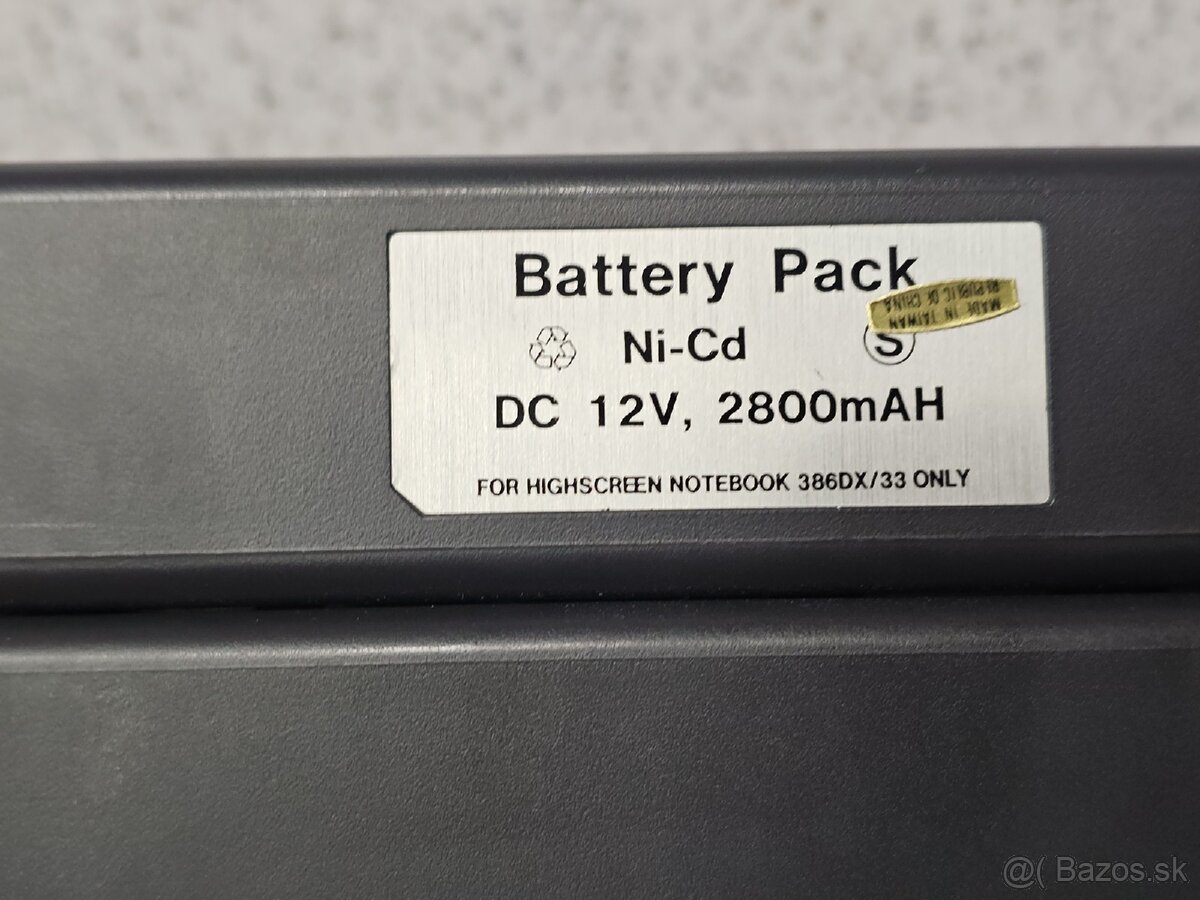 Battery Pack
MADE IN TAIWAN
REPUBLIC OF CHINA
Ni-Cd
S
DC 12V, 2800mAH
FOR HIGHSCREEN NOTEBOOK 386DX/33 ONLY
@( Bazos.sk